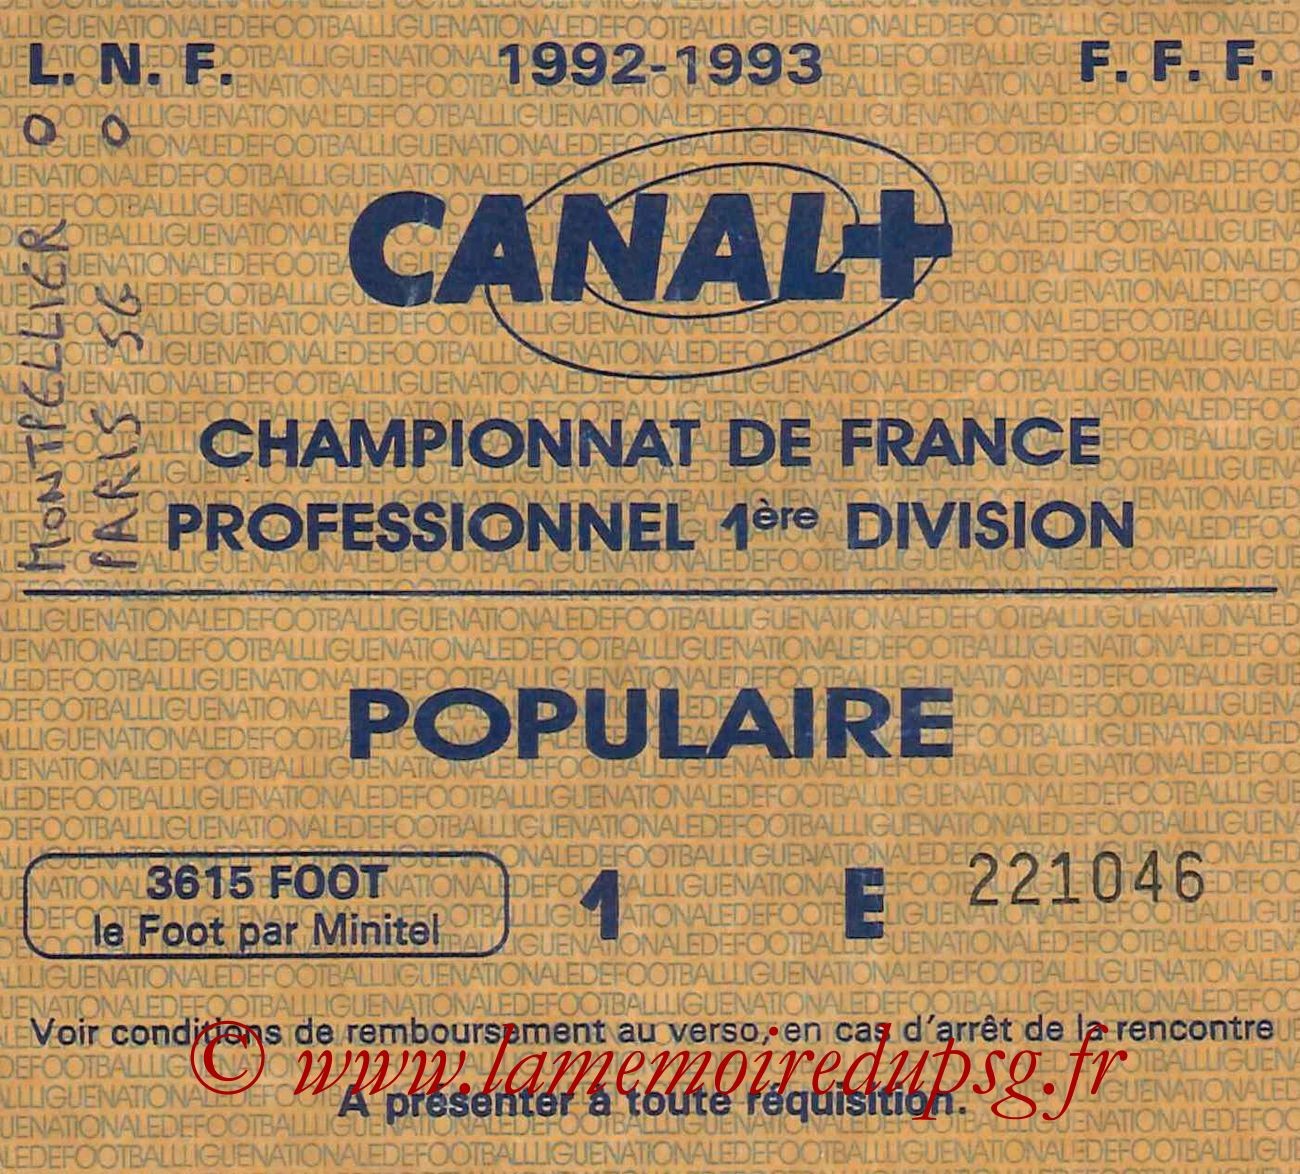 L. N. F. 1992-1993 F. F. F.
MONTPELLIER 0
PARIS SG 0
CANAL+
CHAMPIONNAT DE FRANCE
PROFESSIONNEL 1ère DIVISION
POPULAIRE
3615 FOOT
le Foot par Minitel
1 E 221046
Voir conditions de remboursement au verso, en cas d'arrêt de la rencontre
© www.lamemoiredupsg.fr
A présenter à toute réquisition.